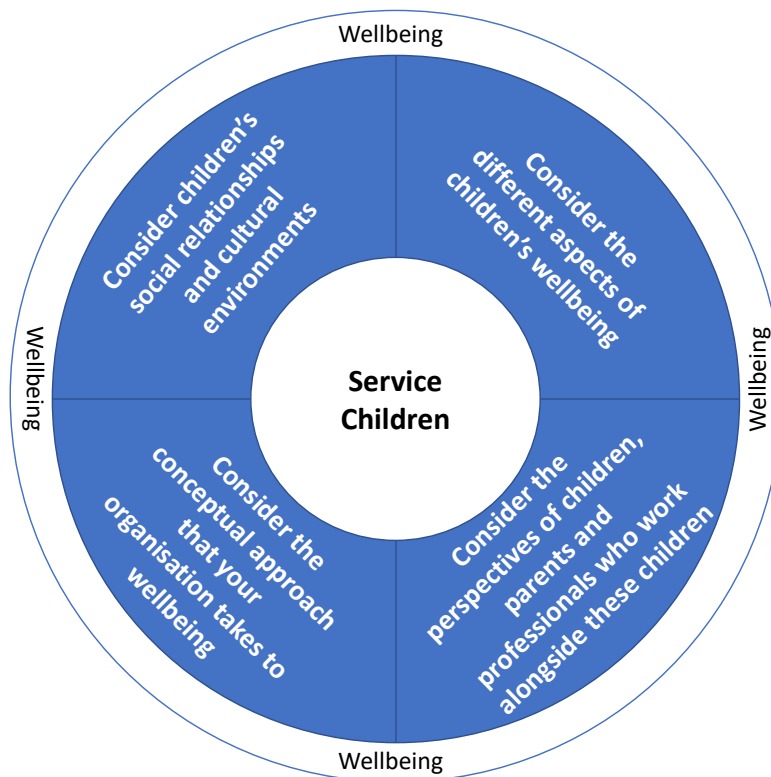 Wellbeing
Consider children's
social relationships
and cultural
environments
Consider the
different aspects of
children's wellbeing
Wellbeing
Service
Children
Wellbeing
Consider the
conceptual approach
that your
organisation takes to
wellbeing
Consider the
perspectives of children,
parents and
professionals who work
alongside these children
Wellbeing